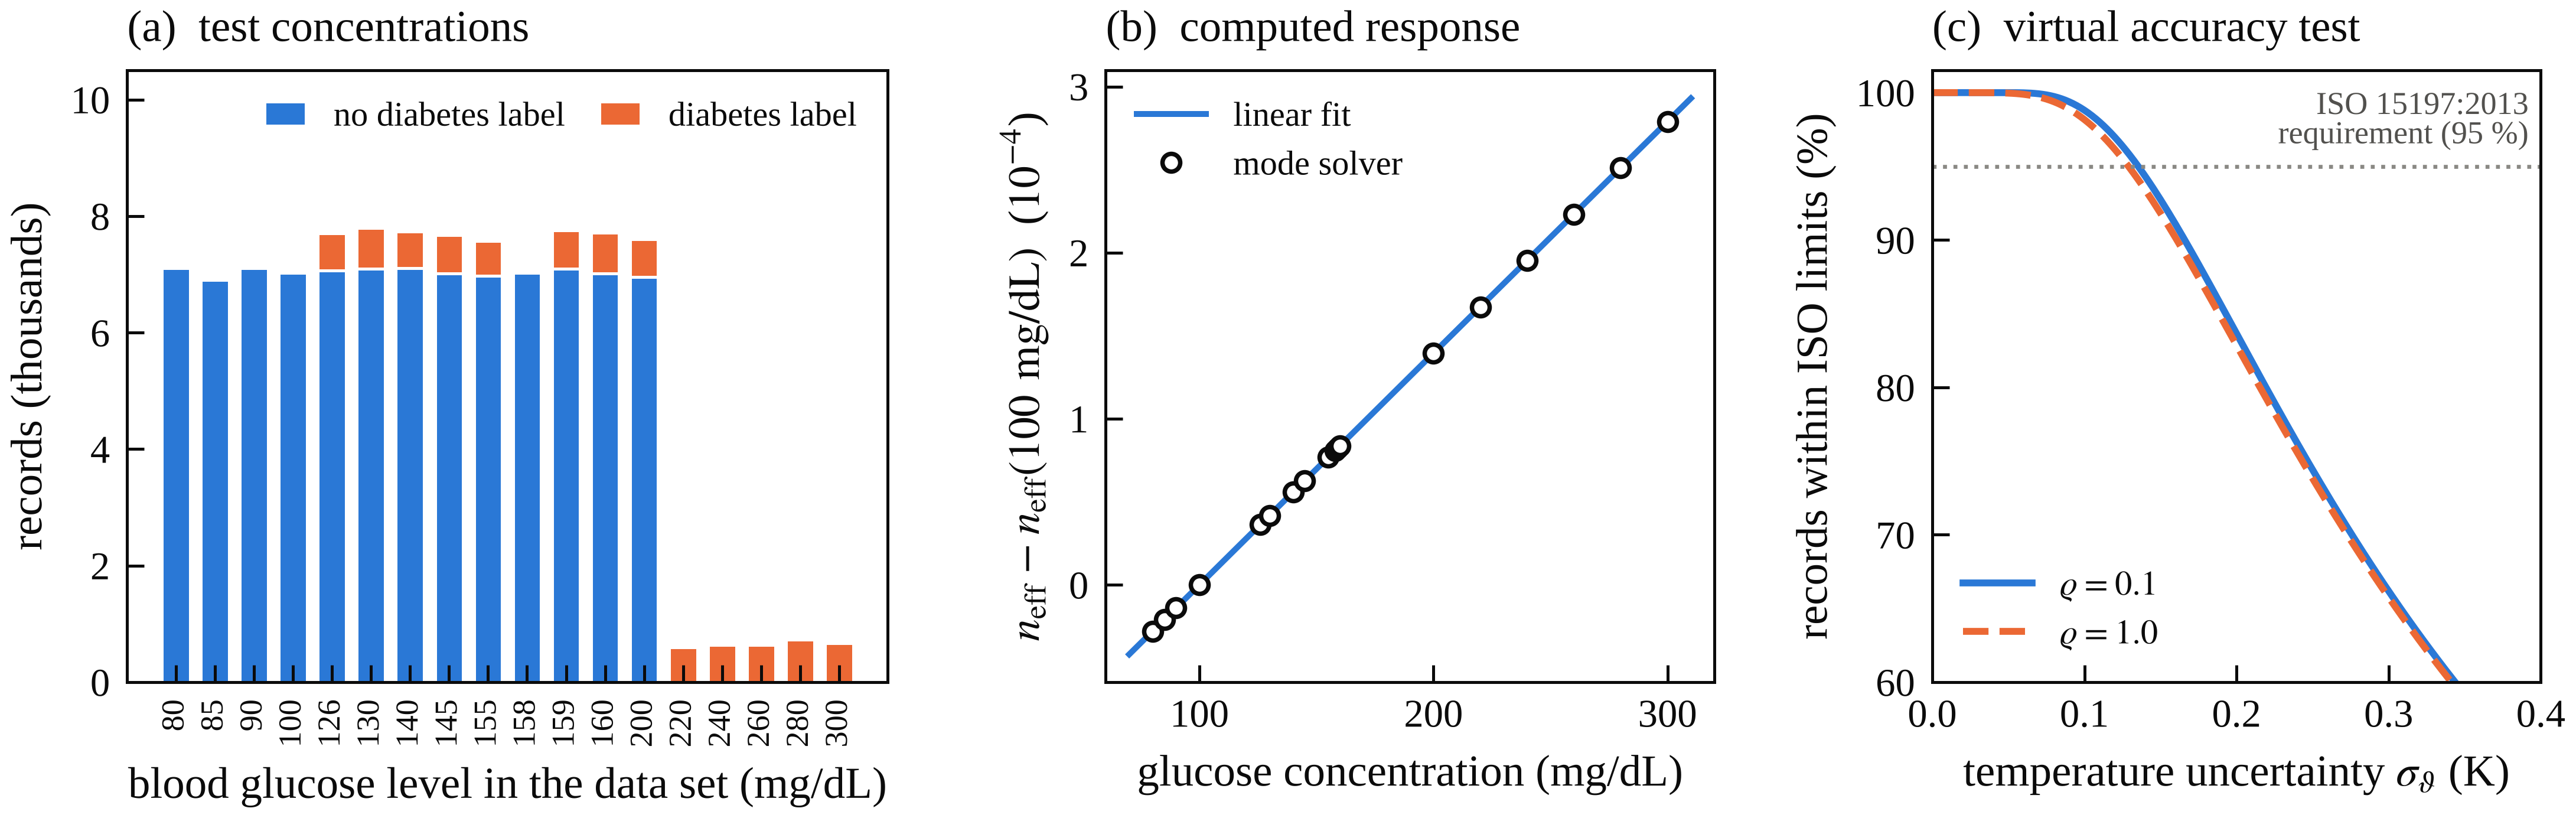 (a) test concentrations
10
8
6
4
2
0
records (thousands)
no diabetes label
diabetes label
80
85
90
100
126
130
140
145
155
158
159
160
200
220
240
260
280
300
blood glucose level in the data set (mg/dL)
(b) computed response
3
2
1
0
n_eff − n_eff(100 mg/dL) (10⁻⁴)
linear fit
mode solver
100
200
300
glucose concentration (mg/dL)
(c) virtual accuracy test
100
90
80
70
60
records within ISO limits (%)
ISO 15197:2013
requirement (95 %)
ϱ = 0.1
ϱ = 1.0
0.0
0.1
0.2
0.3
0.4
temperature uncertainty σ_ϑ (K)